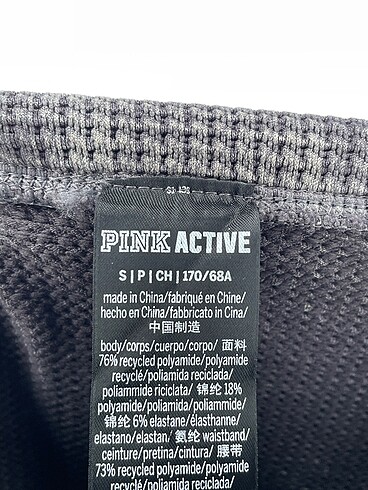 PINK ACTIVE
S | P | CH | 170/68A
made in China/fabriqué en Chine/
hecho en China/fabbricato in Cina/
中国制造
body/corps/cuerpo/corpo/ 面料
76% recycled polyamide/polyamide
recyclé/poliamida reciclada/
poliammide riciclata/ 锦纶 18%
polyamide/poliamida/poliammide/
锦纶 6% elastane/élasthanne/
elastano/elastan/ 氨纶 waistband/
ceinture/pretina/cintura/ 腰带
73% recycled polyamide/polyamide
recyclé/poliamida reciclada/